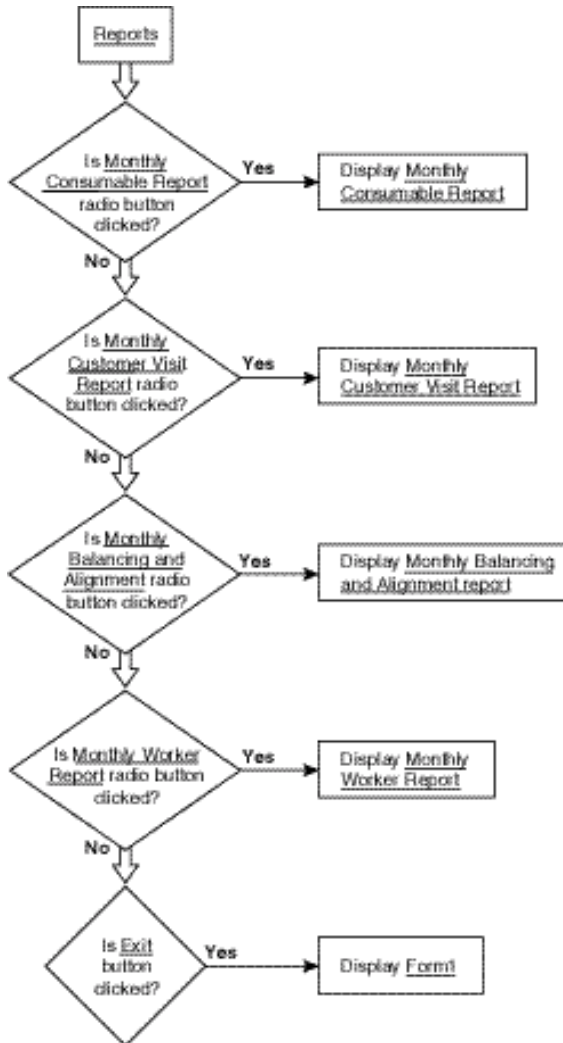 Reports
Is Monthly
Consumable Report
radio button
clicked?
Yes
Display Monthly
Consumable Report
No
Is Monthly
Customer Visit
Report radio
button clicked?
Yes
Display Monthly
Customer Visit Report
No
Is Monthly
Balancing and
Alignment radio
button clicked?
Yes
Display Monthly Balancing
and Alignment report
No
Is Monthly Worker
Report radio button
clicked?
Yes
Display Monthly
Worker Report
No
Is Exit
button
clicked?
Yes
Display Form1